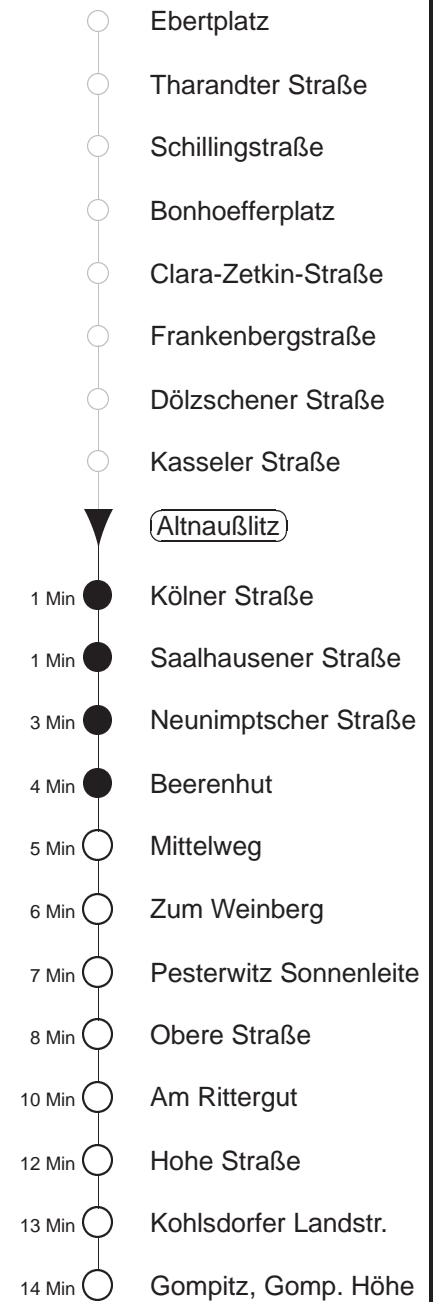 Ebertplatz
Tharandter Straße
Schillingstraße
Bonhoefferplatz
Clara-Zetkin-Straße
Frankenbergstraße
Dölzschener Straße
Kasseler Straße
Altnaußlitz
1 Min Kölner Straße
1 Min Saalhausener Straße
3 Min Neunimptscher Straße
4 Min Beerenhut
5 Min Mittelweg
6 Min Zum Weinberg
7 Min Pesterwitz Sonnenleite
8 Min Obere Straße
10 Min Am Rittergut
12 Min Hohe Straße
13 Min Kohlsdorfer Landstr.
14 Min Gompitz, Gomp. Höhe